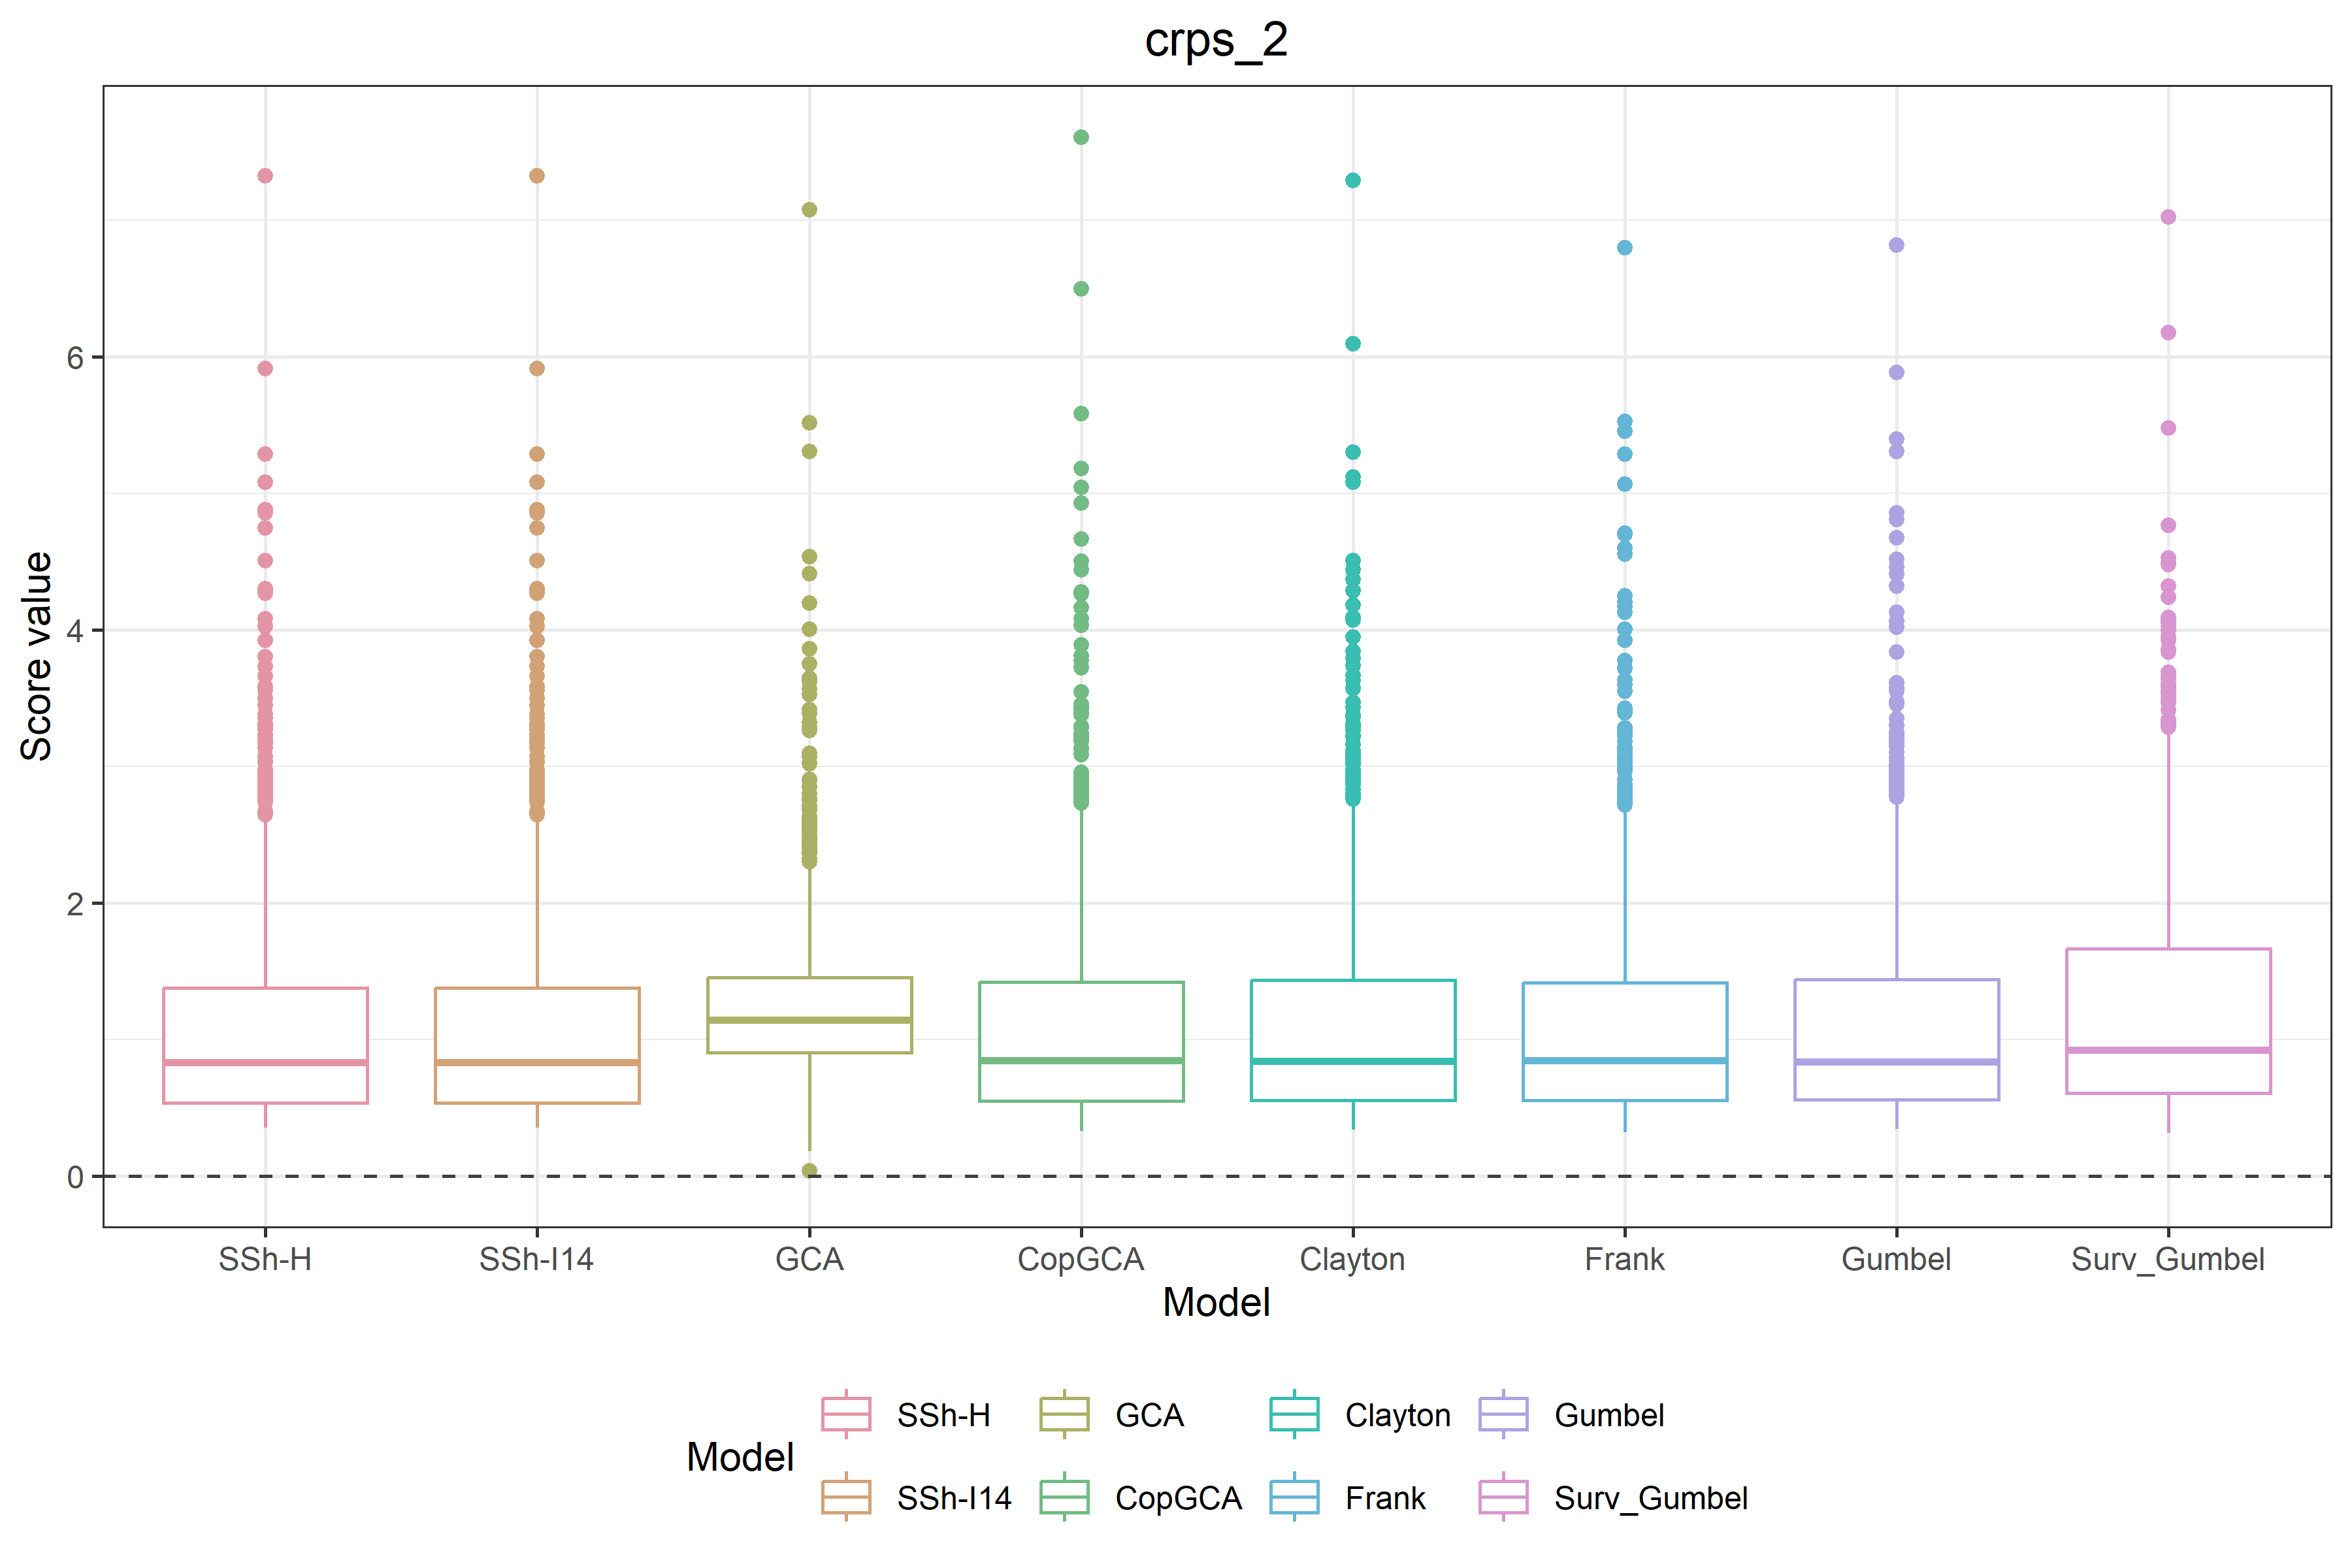 crps_2
Score value
6
4
2
0
SSh-H SSh-I14 GCA CopGCA Clayton Frank Gumbel Surv_Gumbel
Model
Model
SSh-H GCA Clayton Gumbel
SSh-I14 CopGCA Frank Surv_Gumbel